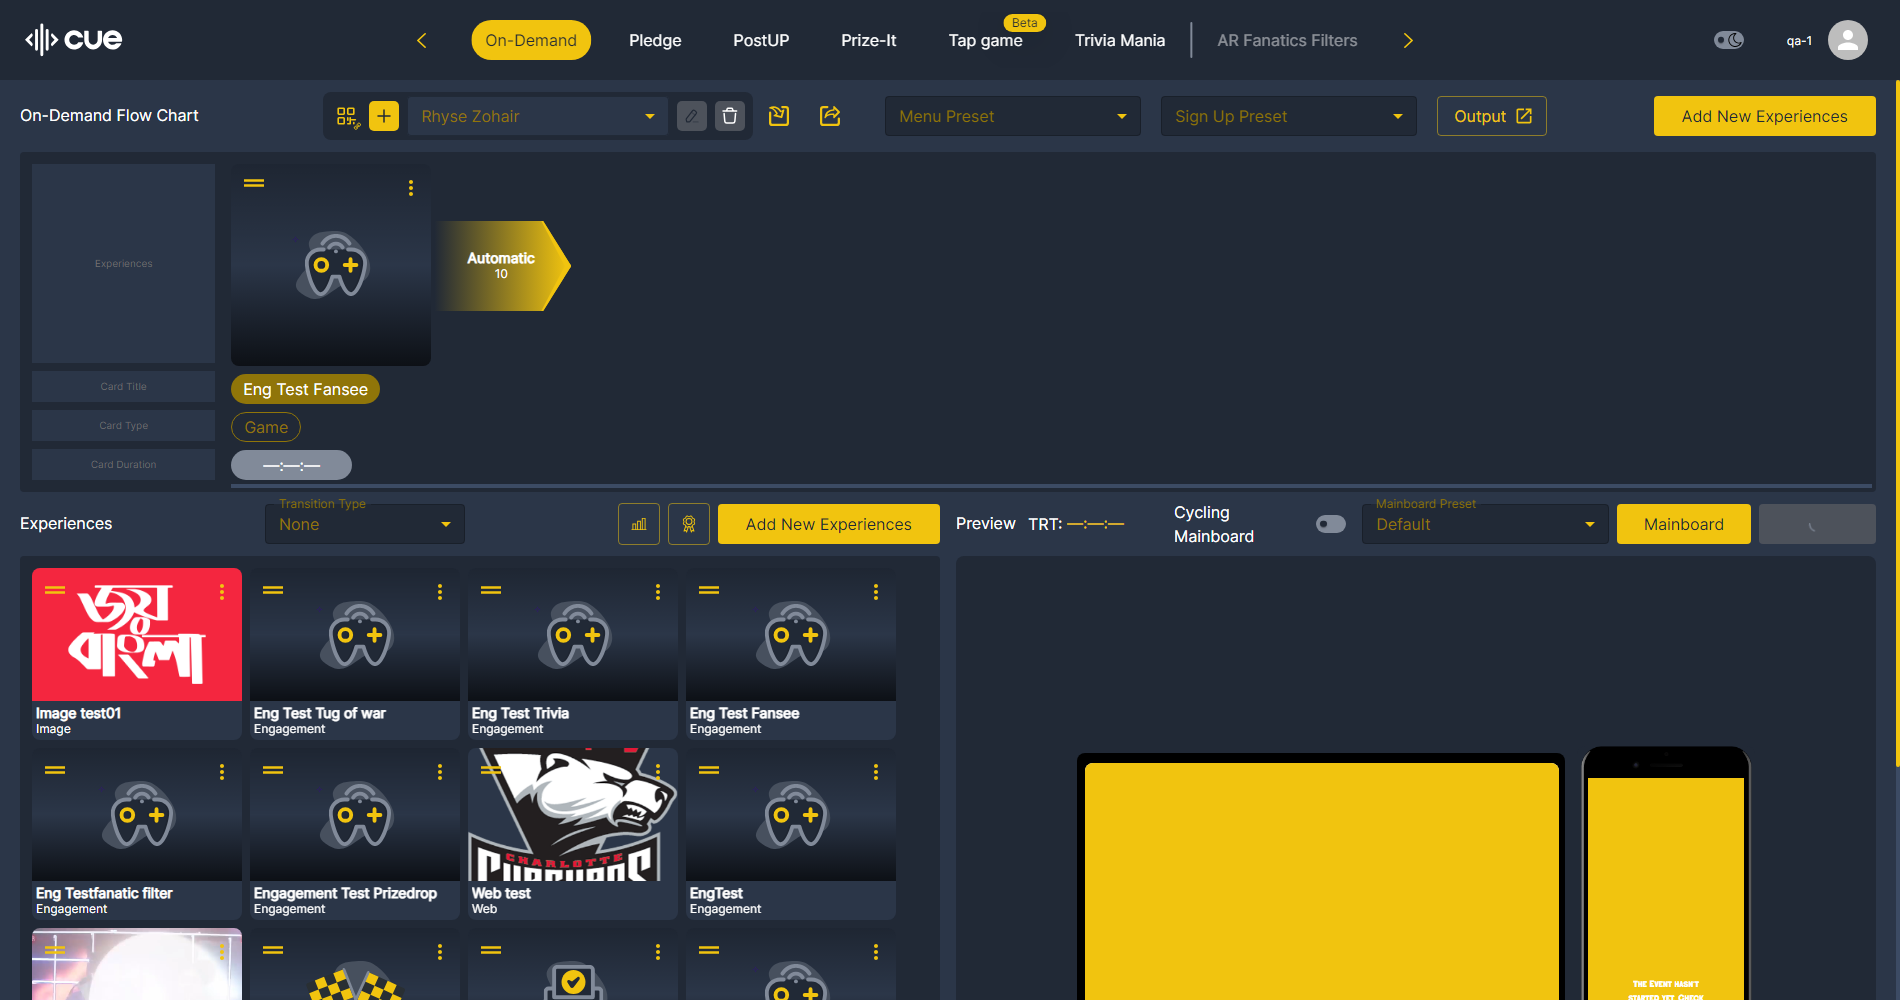 cue
On-Demand
Pledge
PostUP
Prize-It
Tap game
Beta
Trivia Mania
AR Fanatics Filters
qa-1
On-Demand Flow Chart
Rhyse Zohair
Menu Preset
Sign Up Preset
Output
Add New Experiences
Experiences
Automatic
10
Card Title
Eng Test Fansee
Card Type
Game
Card Duration
—:—:—
Experiences
Transition Type
None
Add New Experiences
Preview
TRT: —:—:—
Cycling
Mainboard
Mainboard Preset
Default
Mainboard
জয়
বাংলা
Image test01
Image
Eng Test Tug of war
Engagement
Eng Test Trivia
Engagement
Eng Test Fansee
Engagement
Eng Testfanatic filter
Engagement
Engagement Test Prizedrop
Engagement
CHARLOTTE
Web test
Web
EngTest
Engagement
The Event hasn't
started yet. Check